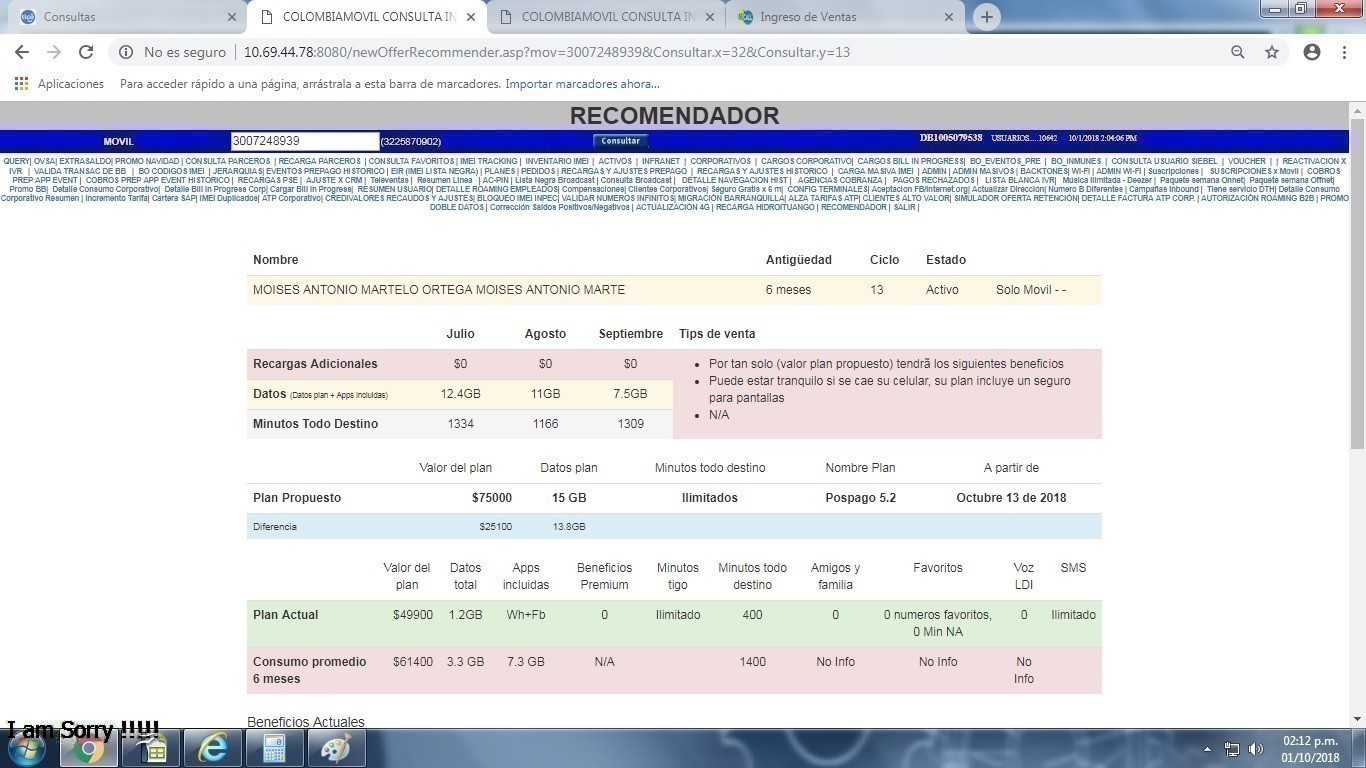 Consultas
COLOMBIAMOVIL CONSULTA IN
COLOMBIAMOVIL CONSULTA IN
Ingreso de Ventas
No es seguro | 10.69.44.78:8080/newOfferRecommender.asp?mov=3007248939&Consultar.x=32&Consultar.y=13
Aplicaciones Para acceder rápido a una página, arrástrala a esta barra de marcadores. Importar marcadores ahora...
RECOMENDADOR
MOVIL 3007248939 (3225870902) Consultar DB1005079538 USUARIOS.... 10642 10/1/2018 2:04:06 PM
QUERY| OVSA| EXTRASALDO| PROMO NAVIDAD | CONSULTA PARCEROS | RECARGA PARCEROS | CONSULTA FAVORITOS | IMEI TRACKING | INVENTARIO IMEI | ACTIVOS | INFRANET | CORPORATIVOS | CARGOS CORPORATIVO| CARGOS BILL IN PROGRESS| BO_EVENTOS_PRE | BO_INMUNES | CONSULTA USUARIO SIEBEL | VOUCHER | | REACTIVACION X
IVR | VALIDA TRANSAC DE BB | BO CODIGOS IMEI | JERARQUIAS| EVENTOS PREPAGO HISTORICO | EIR (IMEI LISTA NEGRA) | PLANES | PEDIDOS | RECARGAS Y AJUSTES PREPAGO | RECARGAS Y AJUSTES HISTORICO | CARGA MASIVA IMEI | ADMIN | ADMIN MASIVOS | BACKTONES| WI-FI | ADMIN WI-FI | Suscripciones | SUSCRIPCIONES x Movil | COBROS
PREP APP EVENT | COBROS PREP APP EVENT HISTORICO | RECARGAS PSE | AJUSTE X CRM | Televentas | Resumen Linea | AC-PIN | Lista Negra Broadcast | Consulta Broadcast | DETALLE NAVEGACION HIST | AGENCIAS COBRANZA | PAGOS RECHAZADOS | LISTA BLANCA IVR| Música Ilimitada - Deezer | Paquete semana Onnet| Paquete semana Offnet|
Promo BB| Detalle Consumo Corporativo| Detalle Bill In Progress Corp| Cargar Bill In Progress| RESUMEN USUARIO| DETALLE ROAMING EMPLEADOS| Compensaciones| Clientes Corporativos| Seguro Gratis x 6 m| CONFIG TERMINALES| Aceptacion FB/Internet.org| Actualizar Dirección| Numero B Diferentes | Campañas Inbound | Tiene servicio DTH| Detalle Consumo
Corporativo Resumen | Incremento Tarifa| Cartera SAP| IMEI Duplicados| ATP Corporativo| CREDIVALORES RECAUDOS Y AJUSTES| BLOQUEO IMEI INPEC| VALIDAR NUMEROS INFINITOS| MIGRACIÓN BARRANQUILLA| ALZA TARIFAS ATP| CLIENTES ALTO VALOR| SIMULADOR OFERTA RETENCIÓN| DETALLE FACTURA ATP CORP. | AUTORIZACIÓN ROAMING B2B | PROMO
DOBLE DATOS | Corrección Saldos Positivos/Negativos | ACTUALIZACIÓN 4G | RECARGA HIDROITUANGO | RECOMENDADOR | SALIR |
Nombre Antigüedad Ciclo Estado
MOISES ANTONIO MARTELO ORTEGA MOISES ANTONIO MARTE 6 meses 13 Activo Solo Movil - -
Julio Agosto Septiembre Tips de venta
Recargas Adicionales $0 $0 $0
Datos (Datos plan + Apps incluidas) 12.4GB 11GB 7.5GB
Minutos Todo Destino 1334 1166 1309
• Por tan solo (valor plan propuesto) tendrã los siguientes beneficios
• Puede estar tranquilo si se cae su celular, su plan incluye un seguro
para pantallas
• N/A
Valor del plan Datos plan Minutos todo destino Nombre Plan A partir de
Plan Propuesto $75000 15 GB Ilimitados Pospago 5.2 Octubre 13 de 2018
Diferencia $25100 13.8GB
Valor del plan Datos total Apps incluidas Beneficios Premium Minutos tigo Minutos todo destino Amigos y familia Favoritos Voz LDI SMS
Plan Actual $49900 1.2GB Wh+Fb 0 Ilimitado 400 0 0 numeros favoritos, 0 Min NA 0 Ilimitado
Consumo promedio 6 meses $61400 3.3 GB 7.3 GB N/A 1400 No Info No Info No Info
Beneficios Actuales
I am Sorry !!!!!
02:12 p.m.
01/10/2018